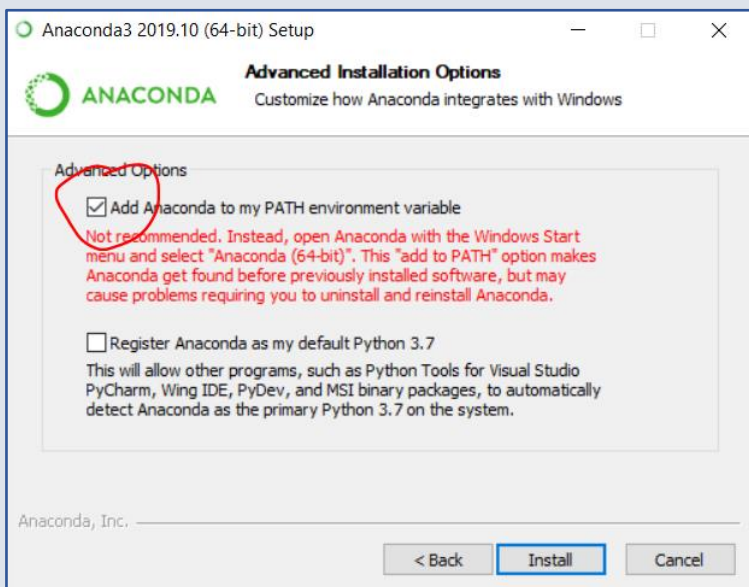 Anaconda3 2019.10 (64-bit) Setup
ANACONDA
Advanced Installation Options
Customize how Anaconda integrates with Windows
Advanced Options
Add Anaconda to my PATH environment variable
Not recommended. Instead, open Anaconda with the Windows Start
menu and select "Anaconda (64-bit)". This "add to PATH" option makes
Anaconda get found before previously installed software, but may
cause problems requiring you to uninstall and reinstall Anaconda.
Register Anaconda as my default Python 3.7
This will allow other programs, such as Python Tools for Visual Studio
PyCharm, Wing IDE, PyDev, and MSI binary packages, to automatically
detect Anaconda as the primary Python 3.7 on the system.
Anaconda, Inc.
< Back Install Cancel